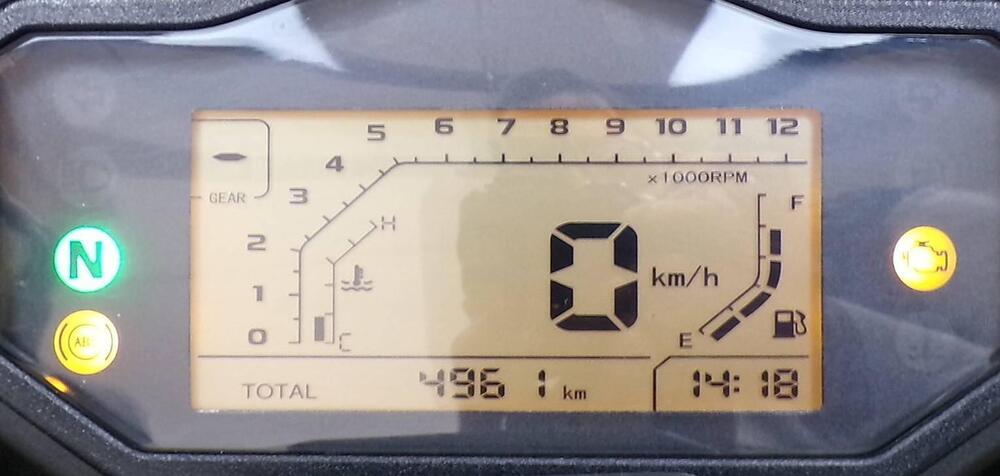 5 6 7 8 9 10 11 12
4
×1000RPM
GEAR
3
F
H
2
N
0 km/h
1
ABS
0
C
E
TOTAL 4961 km 14:18